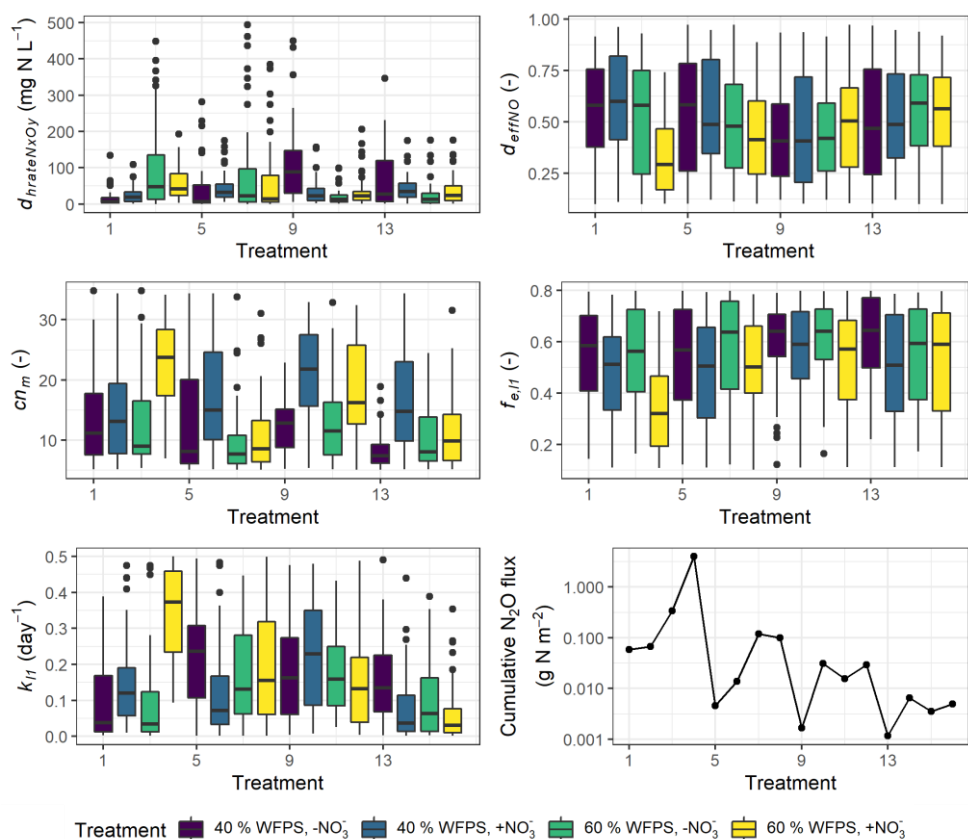 d_hrateNxOy (mg N L⁻¹)
500
400
300
200
100
0
1 5 9 13
Treatment
d_effNO (-)
1.00
0.75
0.50
0.25
1 5 9 13
Treatment
cn_m (-)
30
20
10
1 5 9 13
Treatment
f_e,l1 (-)
0.8
0.6
0.4
0.2
1 5 9 13
Treatment
k_l1 (day⁻¹)
0.5
0.4
0.3
0.2
0.1
0.0
1 5 9 13
Treatment
Cumulative N₂O flux
(g N m⁻²)
1.000
0.100
0.010
0.001
1 5 9 13
Treatment
Treatment 40 % WFPS, -NO₃⁻ 40 % WFPS, +NO₃⁻ 60 % WFPS, -NO₃⁻ 60 % WFPS, +NO₃⁻